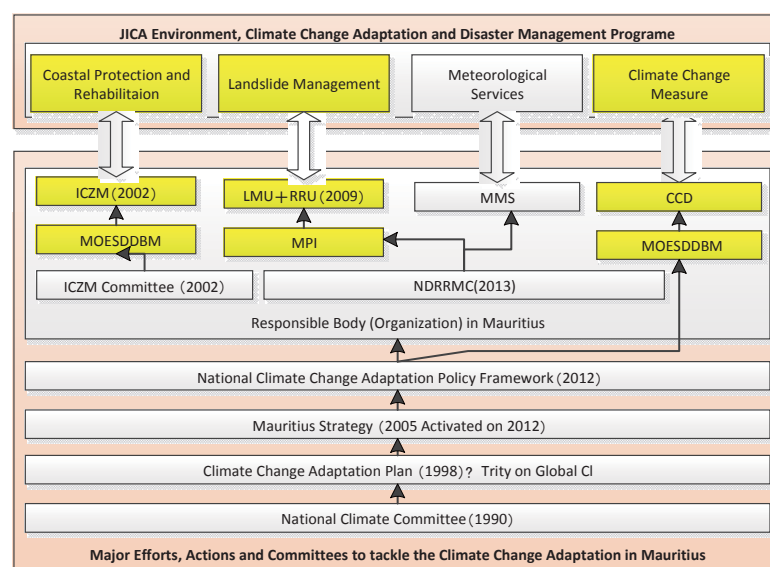 JICA Environment, Climate Change Adaptation and Disaster Management Programe
Coastal Protection and
Rehabilitaion
Landslide Management
Meteorological
Services
Climate Change
Measure
ICZM (2002)
LMU+RRU (2009)
MMS
CCD
MOESDDBM
MPI
MOESDDBM
ICZM Committee (2002)
NDRRMC(2013)
Responsible Body (Organization) in Mauritius
National Climate Change Adaptation Policy Framework (2012)
Mauritius Strategy (2005 Activated on 2012)
Climate Change Adaptation Plan (1998)? Trity on Global Cl
National Climate Committee (1990)
Major Efforts, Actions and Committees to tackle the Climate Change Adaptation in Mauritius